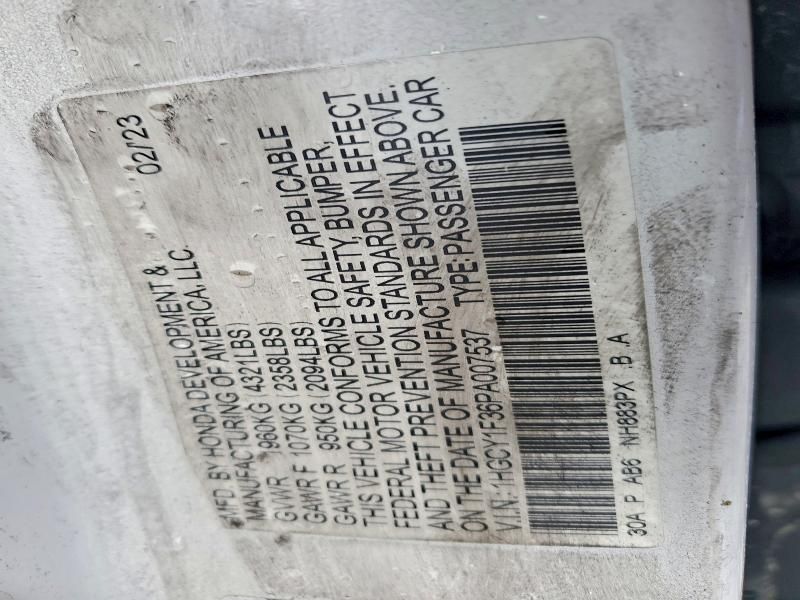 MFD. BY HONDA DEVELOPMENT & 02/'23
MANUFACTURING OF AMERICA, LLC.
GVWR 1960KG (4321LBS)
GAWR F 1070KG (2358LBS)
GAWR R 950KG (2094LBS)
THIS VEHICLE CONFORMS TO ALL APPLICABLE
FEDERAL MOTOR VEHICLE SAFETY, BUMPER,
AND THEFT PREVENTION STANDARDS IN EFFECT
ON THE DATE OF MANUFACTURE SHOWN ABOVE.
V.I.N.: 1HGCY1F36PA007537 TYPE: PASSENGER CAR
30A P AB6 NH883PX B A